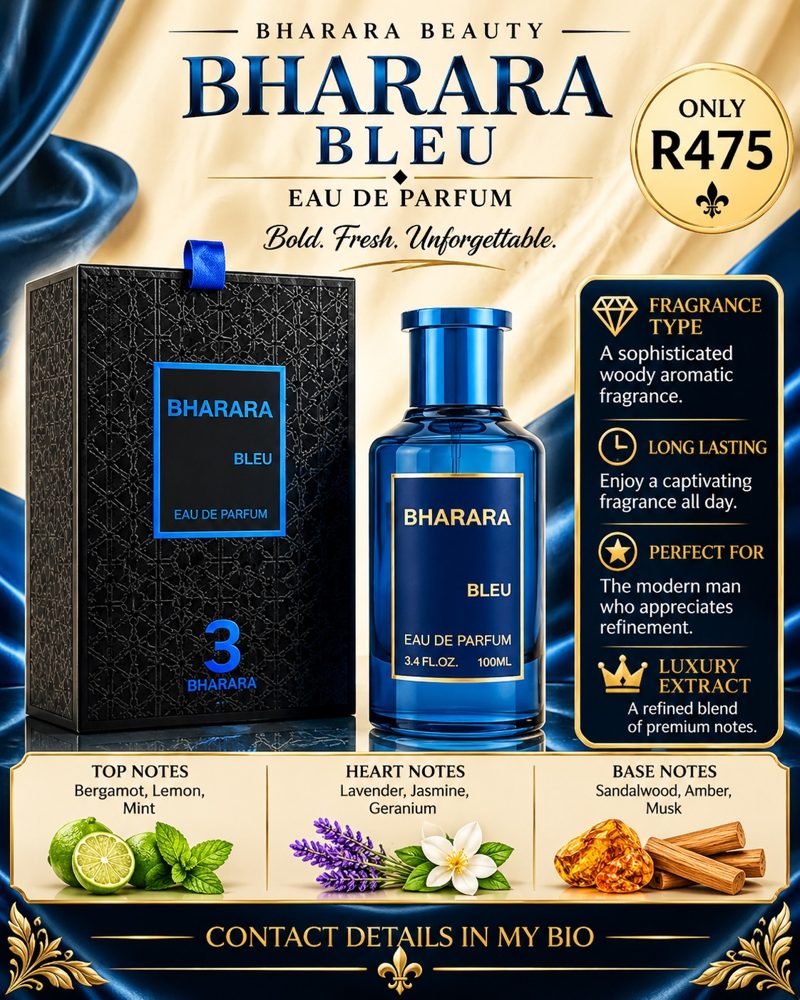 BHARARA BEAUTY
BHARARA
BLEU
EAU DE PARFUM
Bold. Fresh. Unforgettable.
ONLY
R475
BHARARA
BLEU
EAU DE PARFUM
3
BHARARA
BHARARA
BLEU
EAU DE PARFUM
3.4 FL.OZ. 100ML
FRAGRANCE
TYPE
A sophisticated
woody aromatic
fragrance.
LONG LASTING
Enjoy a captivating
fragrance all day.
PERFECT FOR
The modern man
who appreciates
refinement.
LUXURY
EXTRACT
A refined blend
of premium notes.
TOP NOTES
Bergamot, Lemon,
Mint
HEART NOTES
Lavender, Jasmine,
Geranium
BASE NOTES
Sandalwood, Amber,
Musk
CONTACT DETAILS IN MY BIO